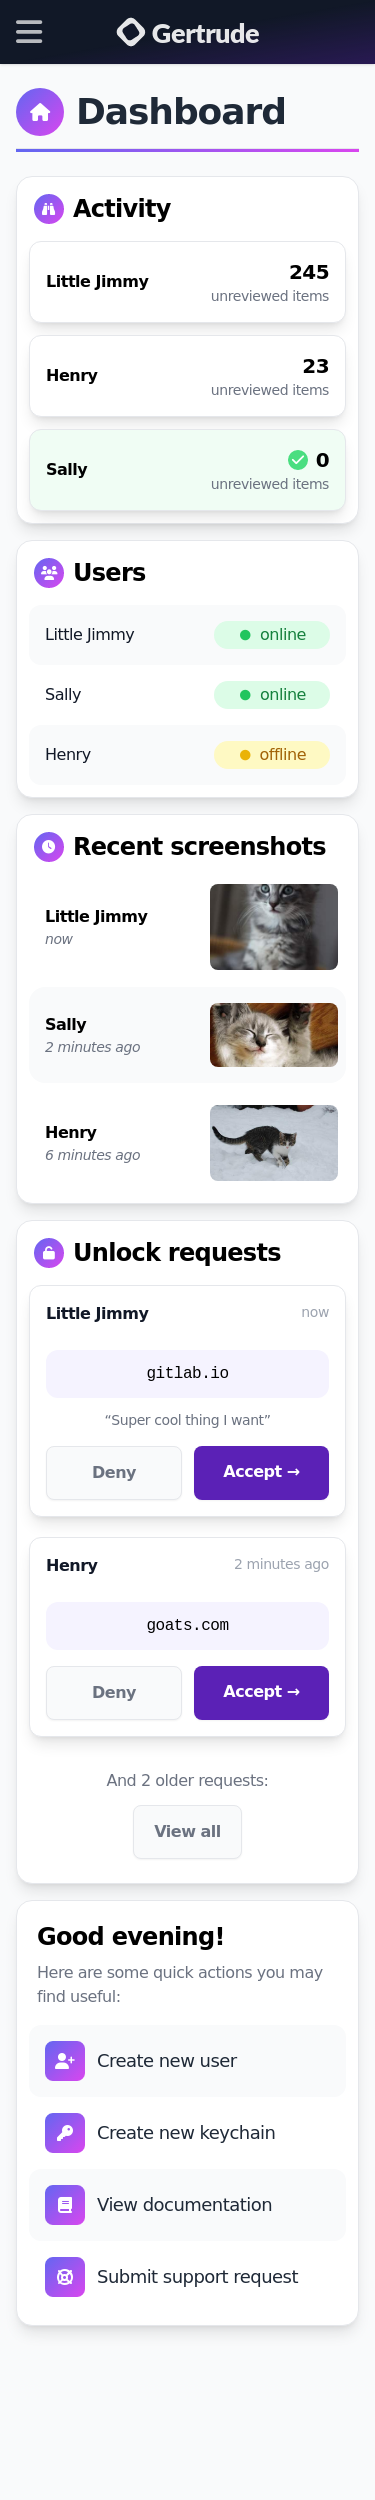 Gertrude
Dashboard
Activity
Little Jimmy
245
unreviewed items
Henry
23
unreviewed items
Sally
0
unreviewed items
Users
Little Jimmy
online
Sally
online
Henry
offline
Recent screenshots
Little Jimmy
now
Sally
2 minutes ago
Henry
6 minutes ago
Unlock requests
Little Jimmy
now
gitlab.io
“Super cool thing I want”
Deny
Accept →
Henry
2 minutes ago
goats.com
Deny
Accept →
And 2 older requests:
View all
Good evening!
Here are some quick actions you may
find useful:
Create new user
Create new keychain
View documentation
Submit support request